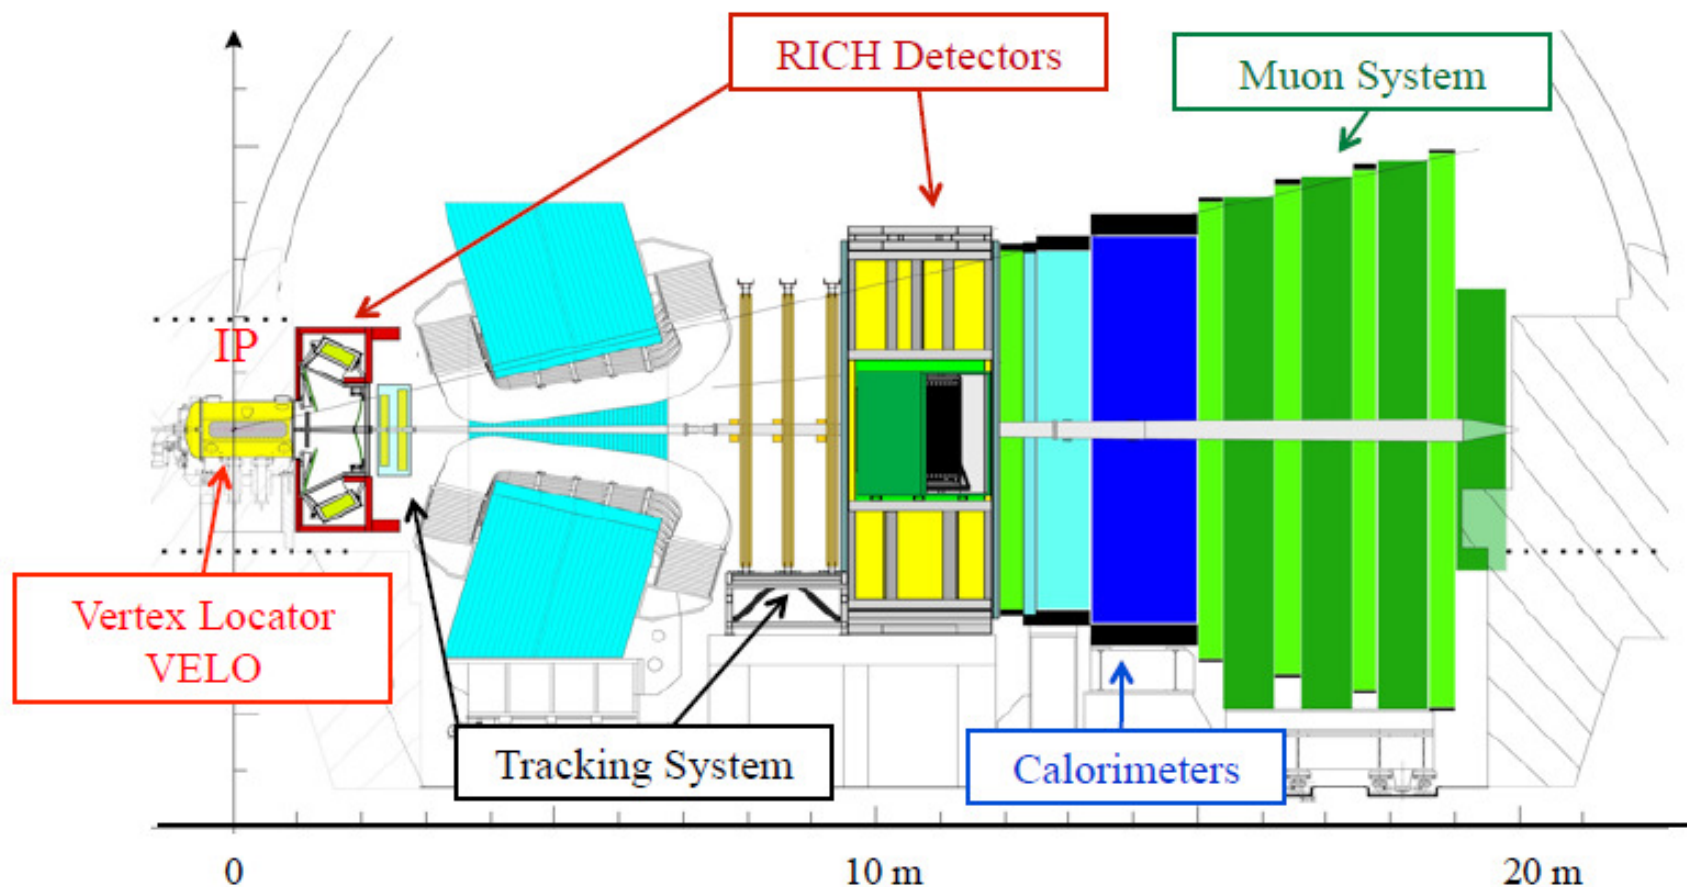 RICH Detectors
Muon System
IP
Vertex Locator
VELO
Tracking System
Calorimeters
0
10 m
20 m